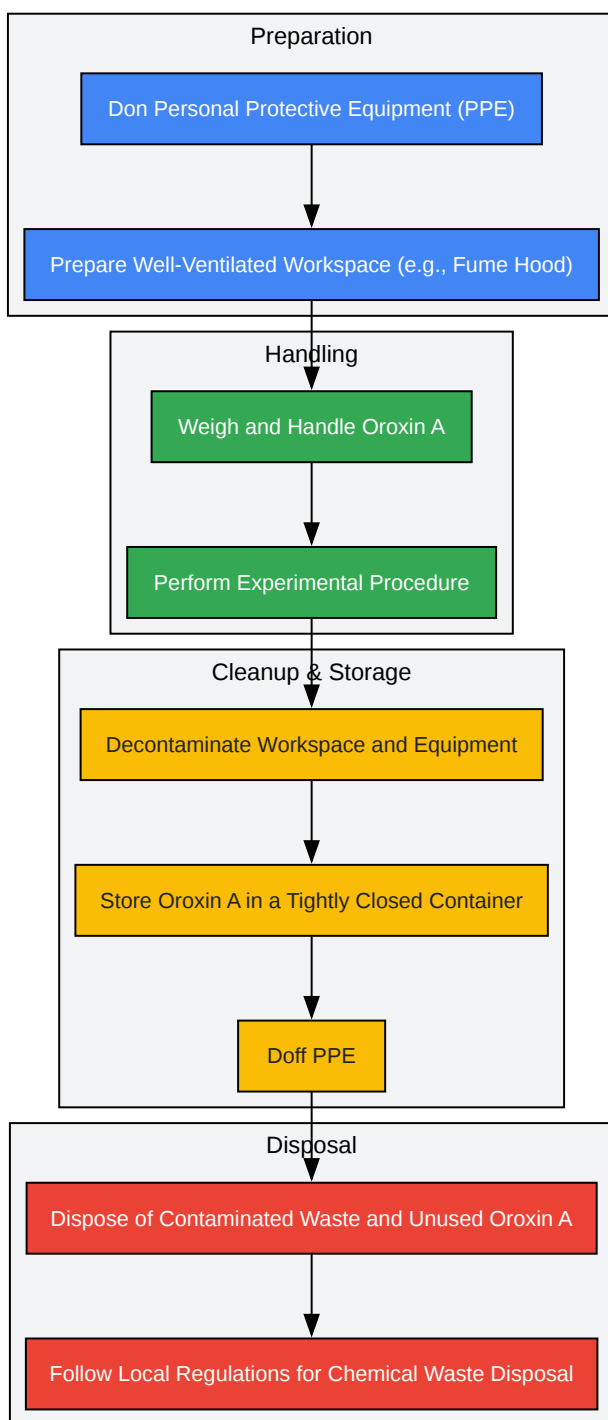 Preparation
Don Personal Protective Equipment (PPE)
Prepare Well-Ventilated Workspace (e.g., Fume Hood)
Handling
Weigh and Handle Oroxin A
Perform Experimental Procedure
Cleanup & Storage
Decontaminate Workspace and Equipment
Store Oroxin A in a Tightly Closed Container
Doff PPE
Disposal
Dispose of Contaminated Waste and Unused Oroxin A
Follow Local Regulations for Chemical Waste Disposal